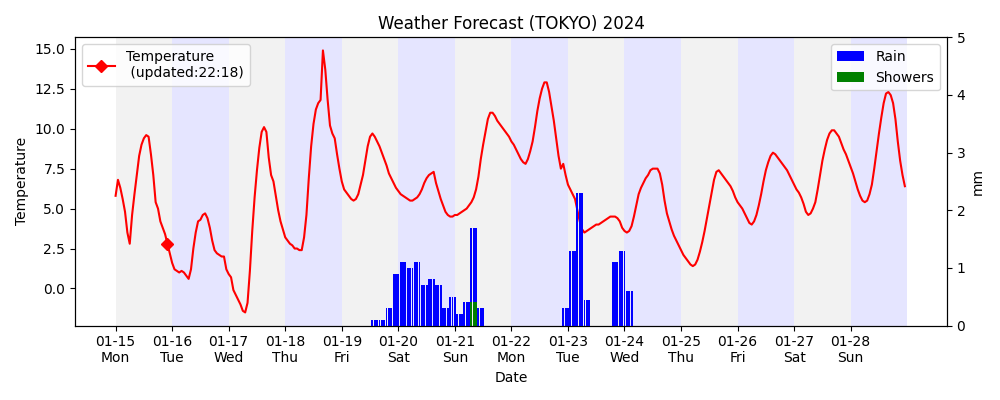 Weather Forecast (TOKYO) 2024
Temperature
(updated:22:18)
Rain
Showers
15.0
12.5
10.0
7.5
5.0
2.5
0.0
Temperature
5
4
3
2
1
0
mm
01-15 01-16 01-17 01-18 01-19 01-20 01-21 01-22 01-23 01-24 01-25 01-26 01-27 01-28
Mon Tue Wed Thu Fri Sat Sun Mon Tue Wed Thu Fri Sat Sun
Date